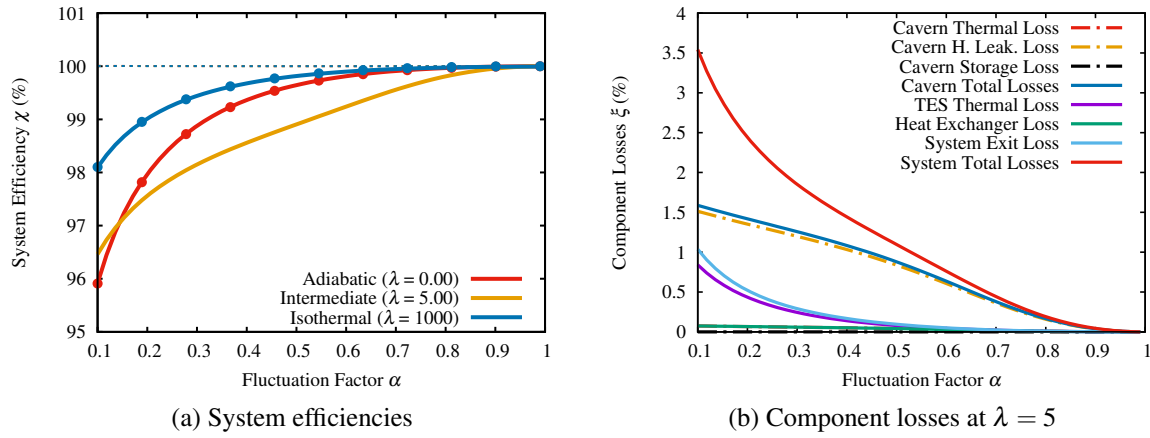 101
100
99
98
97
96
95
System Efficiency χ (%)
Adiabatic (λ = 0.00)
Intermediate (λ = 5.00)
Isothermal (λ = 1000)
0.1 0.2 0.3 0.4 0.5 0.6 0.7 0.8 0.9 1
Fluctuation Factor α
(a) System efficiencies
4
3.5
3
2.5
2
1.5
1
0.5
0
Component Losses ξ (%)
Cavern Thermal Loss
Cavern H. Leak. Loss
Cavern Storage Loss
Cavern Total Losses
TES Thermal Loss
Heat Exchanger Loss
System Exit Loss
System Total Losses
0.1 0.2 0.3 0.4 0.5 0.6 0.7 0.8 0.9 1
Fluctuation Factor α
(b) Component losses at λ = 5